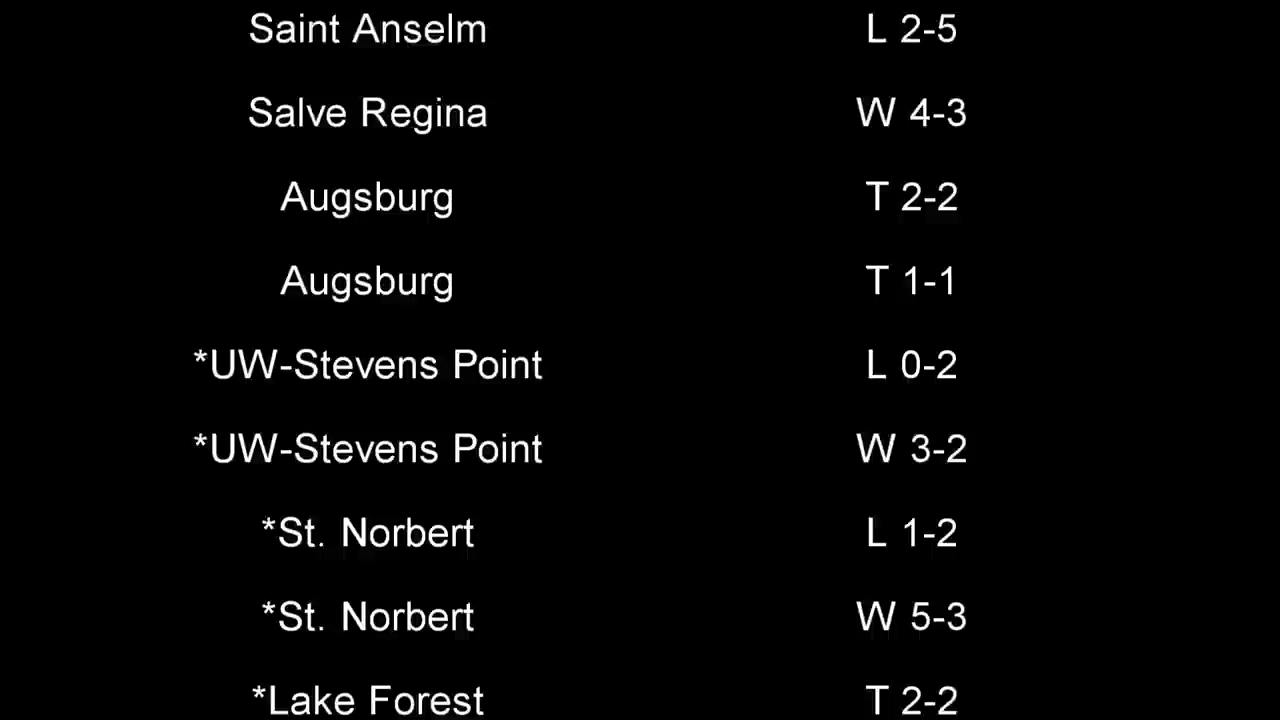 Saint Anselm L 2-5
Salve Regina W 4-3
Augsburg T 2-2
Augsburg T 1-1
*UW-Stevens Point L 0-2
*UW-Stevens Point W 3-2
*St. Norbert L 1-2
*St. Norbert W 5-3
*Lake Forest T 2-2